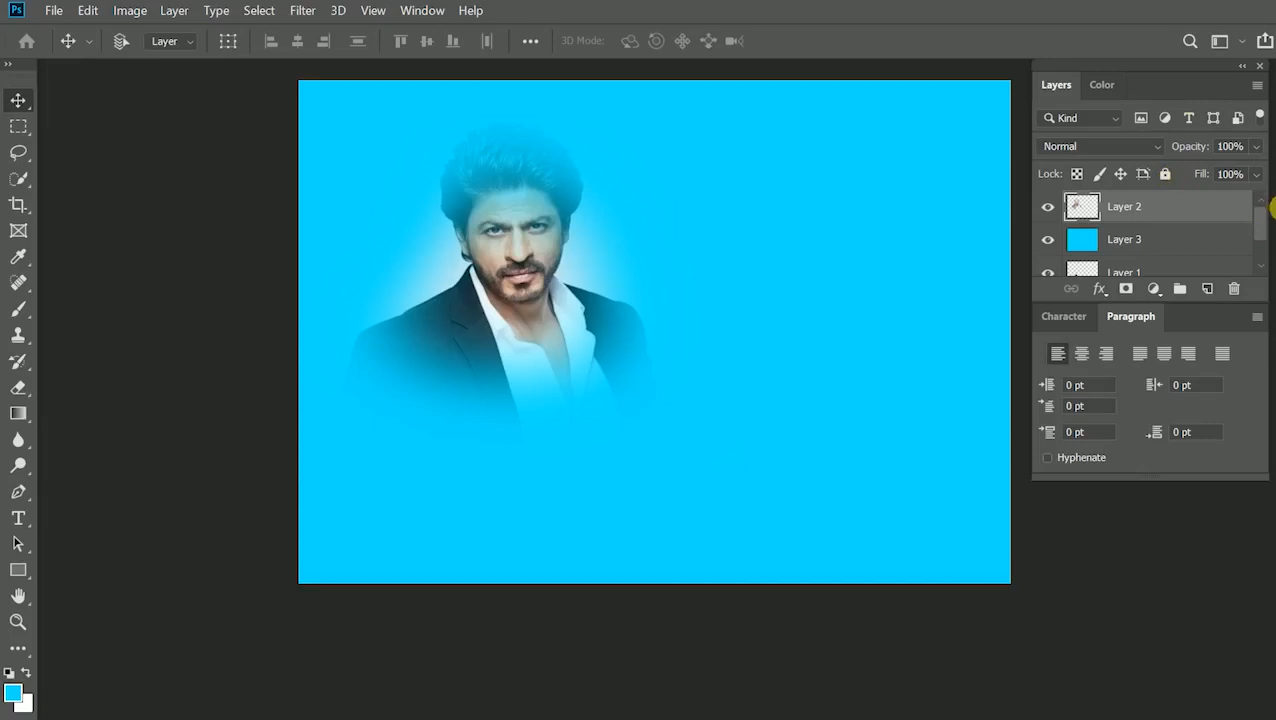 Ps File Edit Image Layer Type Select Filter 3D View Window Help
Layer 3D Mode:
Layers Color
Kind
Normal Opacity: 100%
Lock: Fill: 100%
Layer 2
Layer 3
Layer 1
fx
Character Paragraph
0 pt 0 pt
0 pt
0 pt 0 pt
Hyphenate